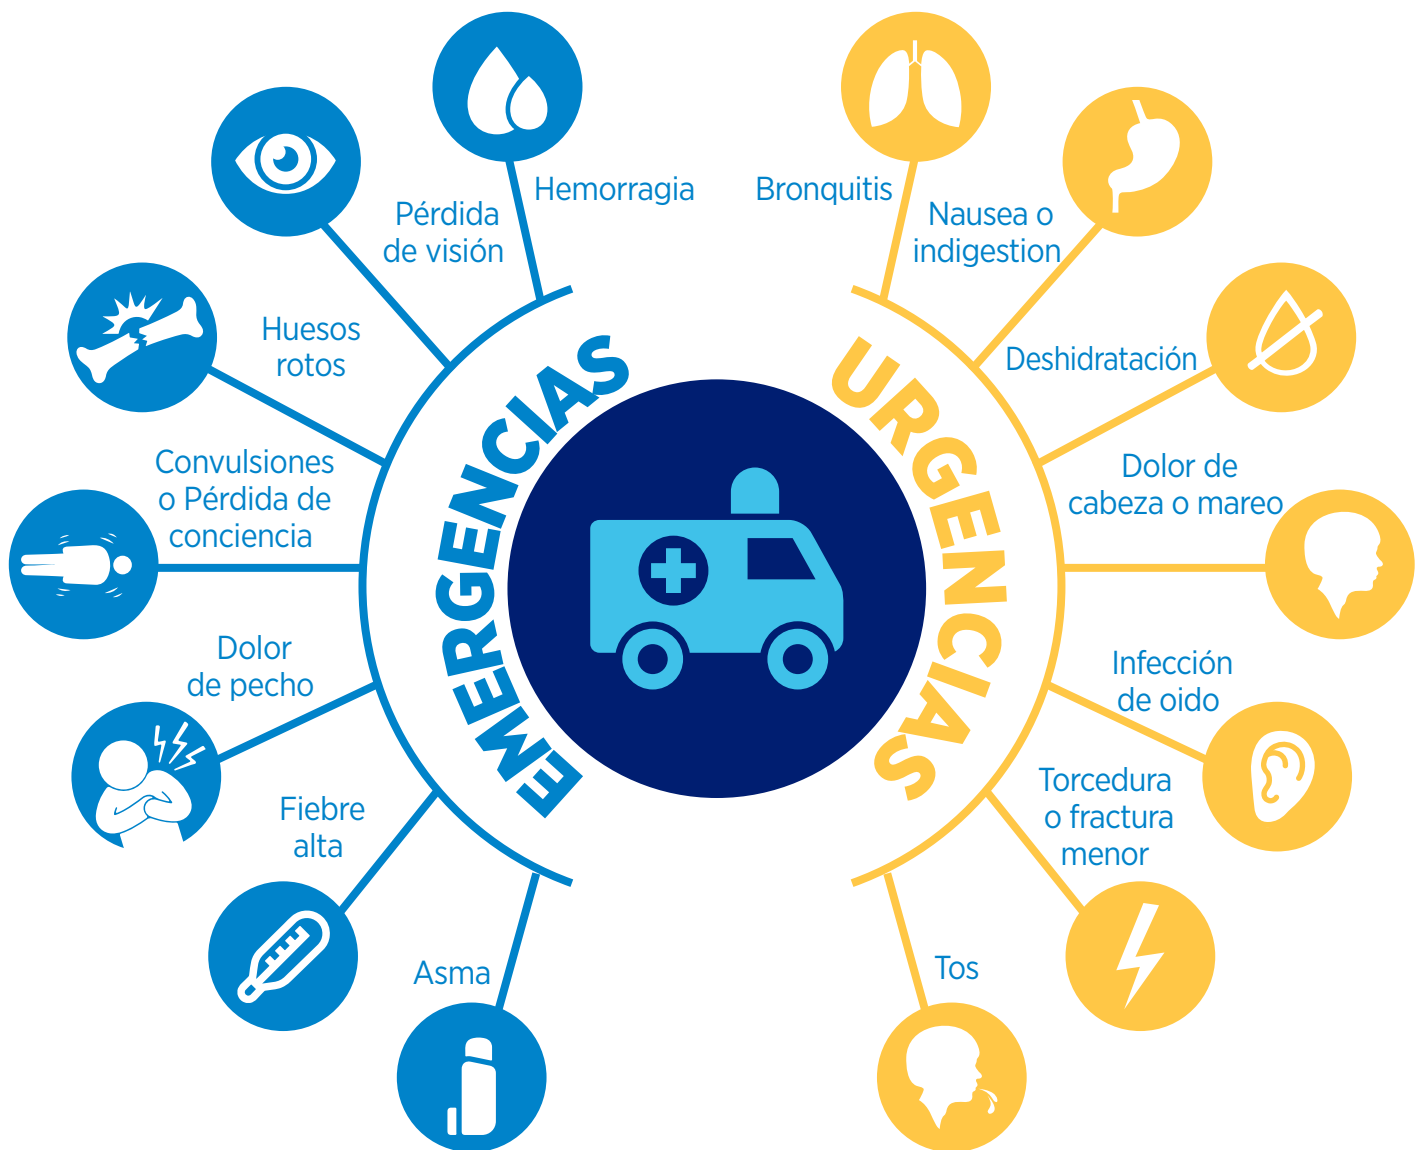 EMERGENCIAS
Hemorragia
Pérdida
de visión
Huesos
rotos
Convulsiones
o Pérdida de
conciencia
Dolor
de pecho
Fiebre
alta
Asma
URGENCIAS
Bronquitis
Nausea o
indigestion
Deshidratación
Dolor de
cabeza o mareo
Infección
de oido
Torcedura
o fractura
menor
Tos